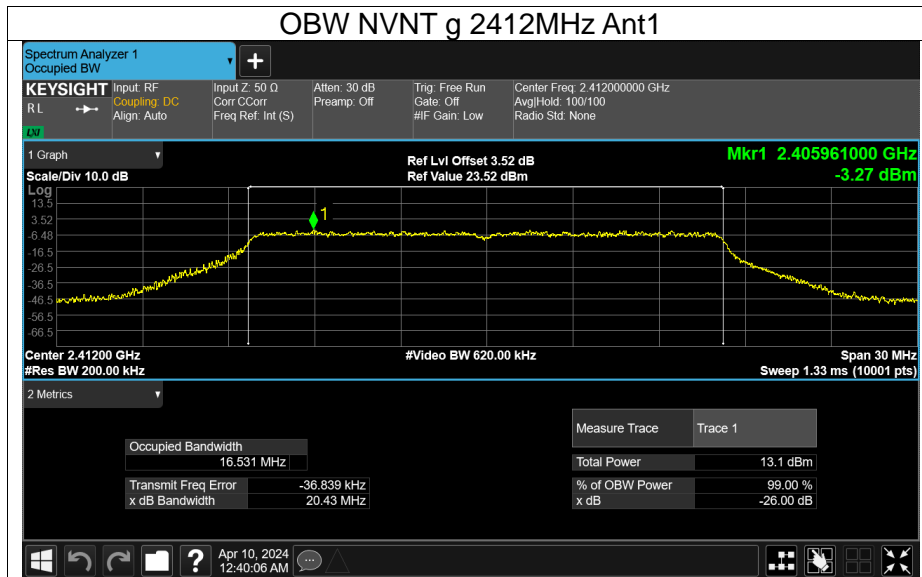 OBW NVNT g 2412MHz Ant1
Spectrum Analyzer 1
Occupied BW
+
KEYSIGHT
R L
LXI
Input: RF
Coupling: DC
Align: Auto
Input Z: 50 Ω
Corr CCorr
Freq Ref: Int (S)
Atten: 30 dB
Preamp: Off
Trig: Free Run
Gate: Off
#IF Gain: Low
Center Freq: 2.412000000 GHz
Avg|Hold: 100/100
Radio Std: None
1 Graph
Scale/Div 10.0 dB
Ref Lvl Offset 3.52 dB
Ref Value 23.52 dBm
Mkr1 2.405961000 GHz
-3.27 dBm
Log
13.5
3.52
-6.48
-16.5
-26.5
-36.5
-46.5
-56.5
-66.5
1
Center 2.41200 GHz
#Res BW 200.00 kHz
#Video BW 620.00 kHz
Span 30 MHz
Sweep 1.33 ms (10001 pts)
2 Metrics
Occupied Bandwidth
16.531 MHz
Transmit Freq Error -36.839 kHz
x dB Bandwidth 20.43 MHz
Measure Trace Trace 1
Total Power 13.1 dBm
% of OBW Power 99.00 %
x dB -26.00 dB
?
Apr 10, 2024
12:40:06 AM